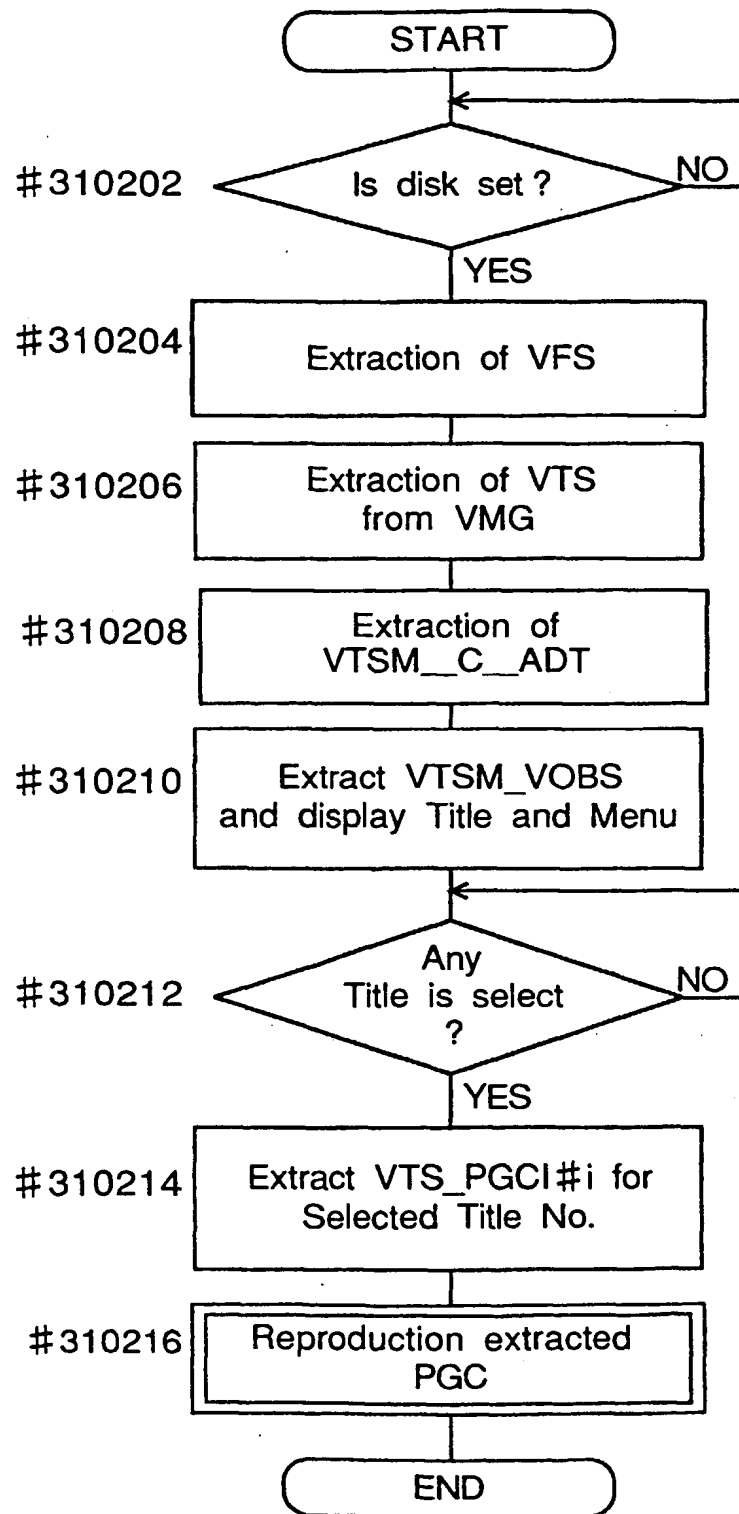 START
#310202
Is disk set ?
NO
YES
#310204
Extraction of VFS
#310206
Extraction of VTS
from VMG
#310208
Extraction of
VTSM__C__ADT
#310210
Extract VTSM_VOBS
and display Title and Menu
#310212
Any
Title is select
?
NO
YES
#310214
Extract VTS_PGCI#i for
Selected Title No.
#310216
Reproduction extracted
PGC
END